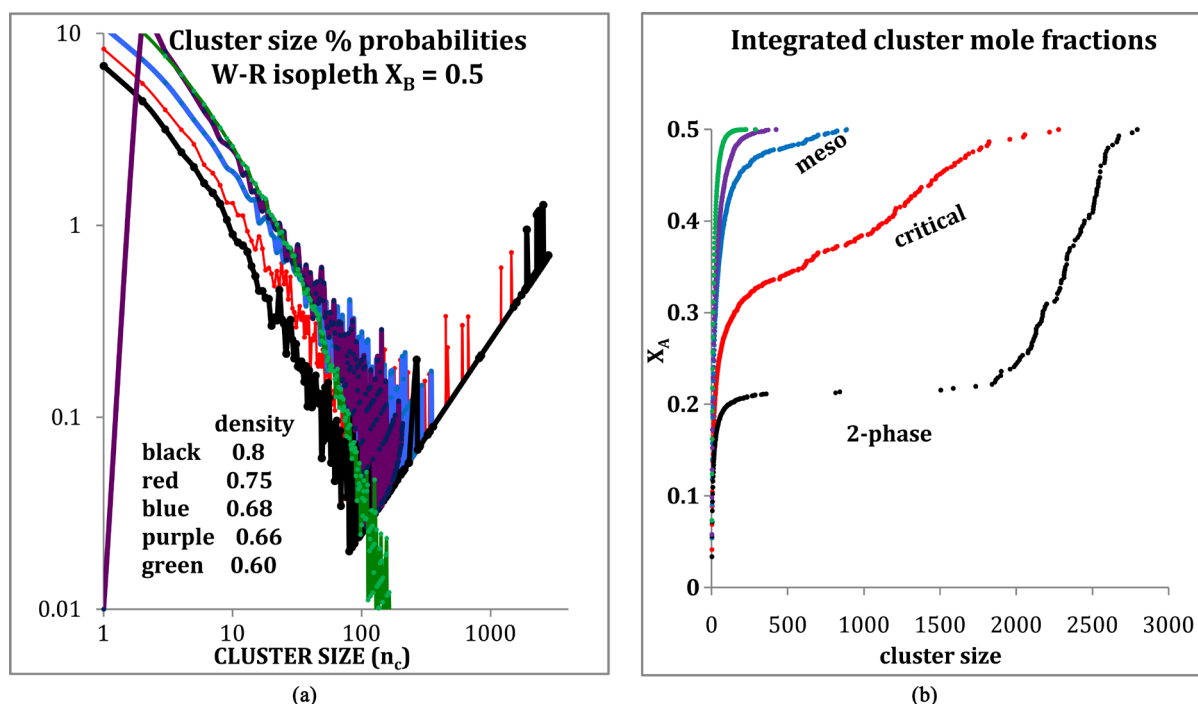 Cluster size % probabilities
W-R isopleth X_B = 0.5
10
1
0.1
0.01
density
black 0.8
red 0.75
blue 0.68
purple 0.66
green 0.60
1 10 100 1000
CLUSTER SIZE (n_c)
(a)
Integrated cluster mole fractions
0.5
0.4
0.3
0.2
0.1
0
X_A
meso
critical
2-phase
0 500 1000 1500 2000 2500 3000
cluster size
(b)